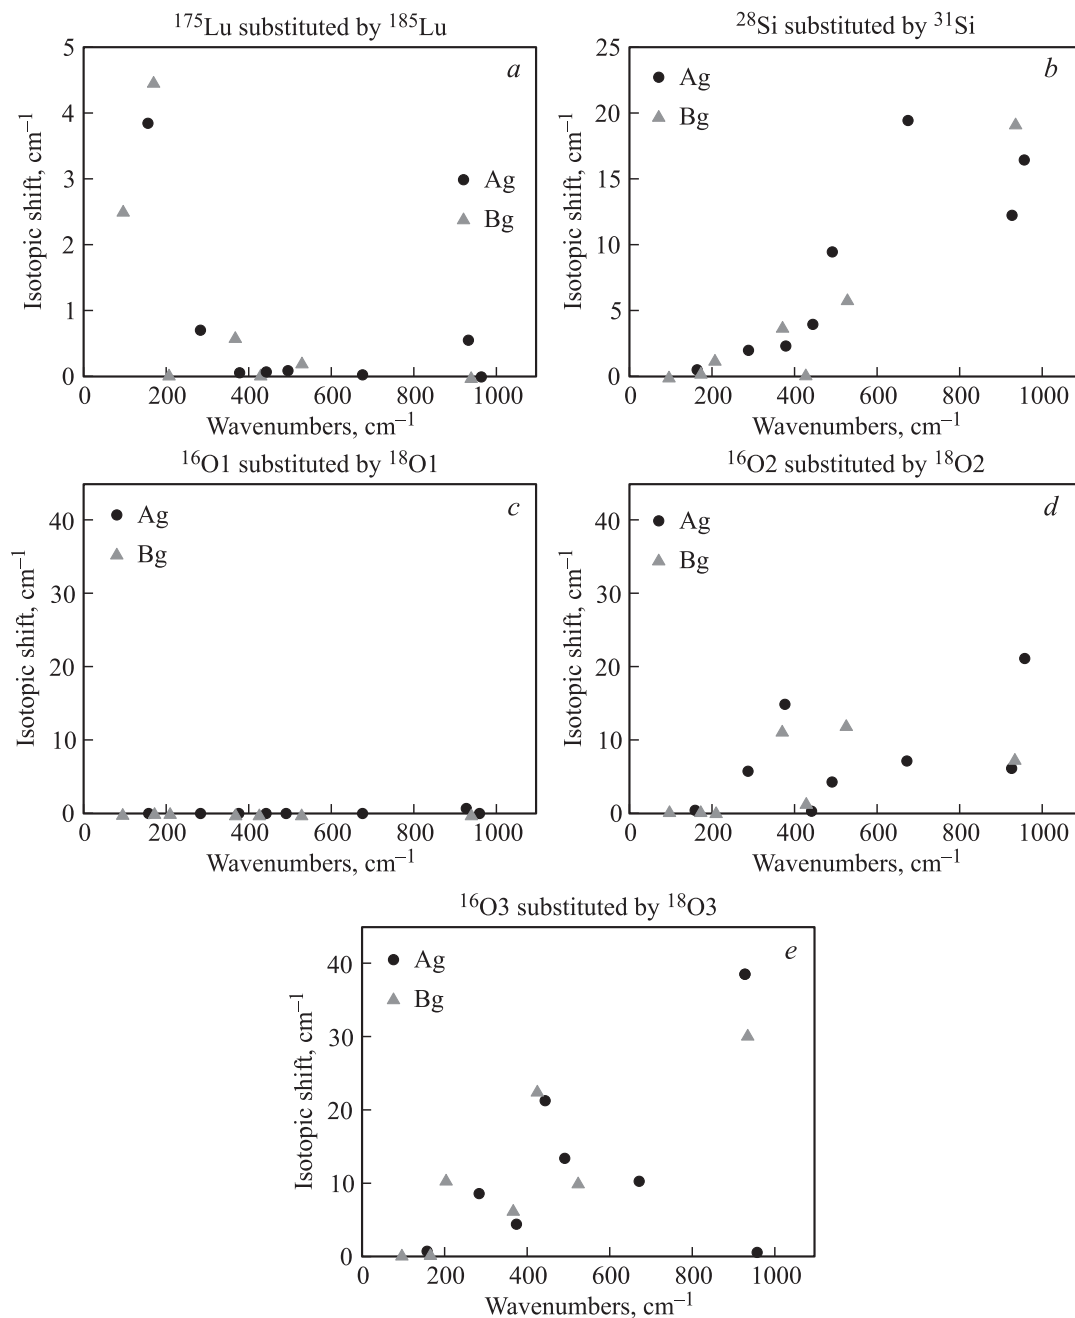 ¹⁷⁵Lu substituted by ¹⁸⁵Lu
5
4
3
2
1
0
Isotopic shift, cm⁻¹
a
Ag
Bg
0 200 400 600 800 1000
Wavenumbers, cm⁻¹
²⁸Si substituted by ³¹Si
25
20
15
10
5
0
Isotopic shift, cm⁻¹
b
Ag
Bg
0 200 400 600 800 1000
Wavenumbers, cm⁻¹
¹⁶O1 substituted by ¹⁸O1
40
30
20
10
0
Isotopic shift, cm⁻¹
c
Ag
Bg
0 200 400 600 800 1000
Wavenumbers, cm⁻¹
¹⁶O2 substituted by ¹⁸O2
40
30
20
10
0
Isotopic shift, cm⁻¹
d
Ag
Bg
0 200 400 600 800 1000
Wavenumbers, cm⁻¹
¹⁶O3 substituted by ¹⁸O3
40
30
20
10
0
Isotopic shift, cm⁻¹
e
Ag
Bg
0 200 400 600 800 1000
Wavenumbers, cm⁻¹